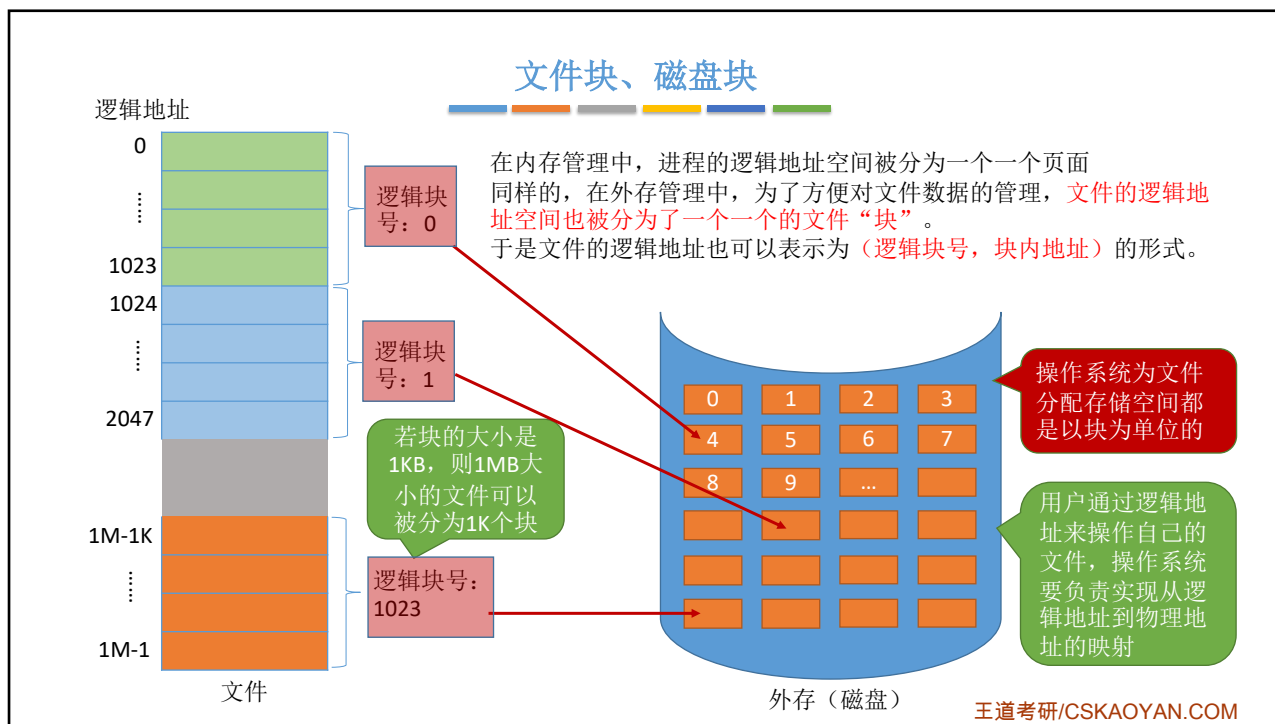 文件块、磁盘块
逻辑地址
0
……
1023
1024
……
2047
1M-1K
……
1M-1
文件
逻辑块
号：0
逻辑块
号：1
若块的大小是
1KB，则1MB大
小的文件可以
被分为1K个块
逻辑块号：
1023
在内存管理中，进程的逻辑地址空间被分为一个一个页面
同样的，在外存管理中，为了方便对文件数据的管理，文件的逻辑地
址空间也被分为了一个一个的文件“块”。
于是文件的逻辑地址也可以表示为（逻辑块号，块内地址）的形式。
0 1 2 3
4 5 6 7
8 9 …
外存（磁盘）
操作系统为文件
分配存储空间都
是以块为单位的
用户通过逻辑地
址来操作自己的
文件，操作系统
要负责实现从逻
辑地址到物理地
址的映射
王道考研/CSKAOYAN.COM